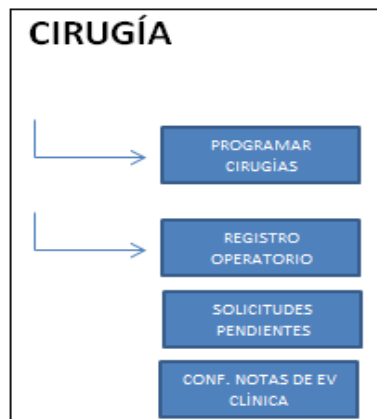 CIRUGÍA
PROGRAMAR
CIRUGÍAS
REGISTRO
OPERATORIO
SOLICITUDES
PENDIENTES
CONF. NOTAS DE EV
CLÍNICA